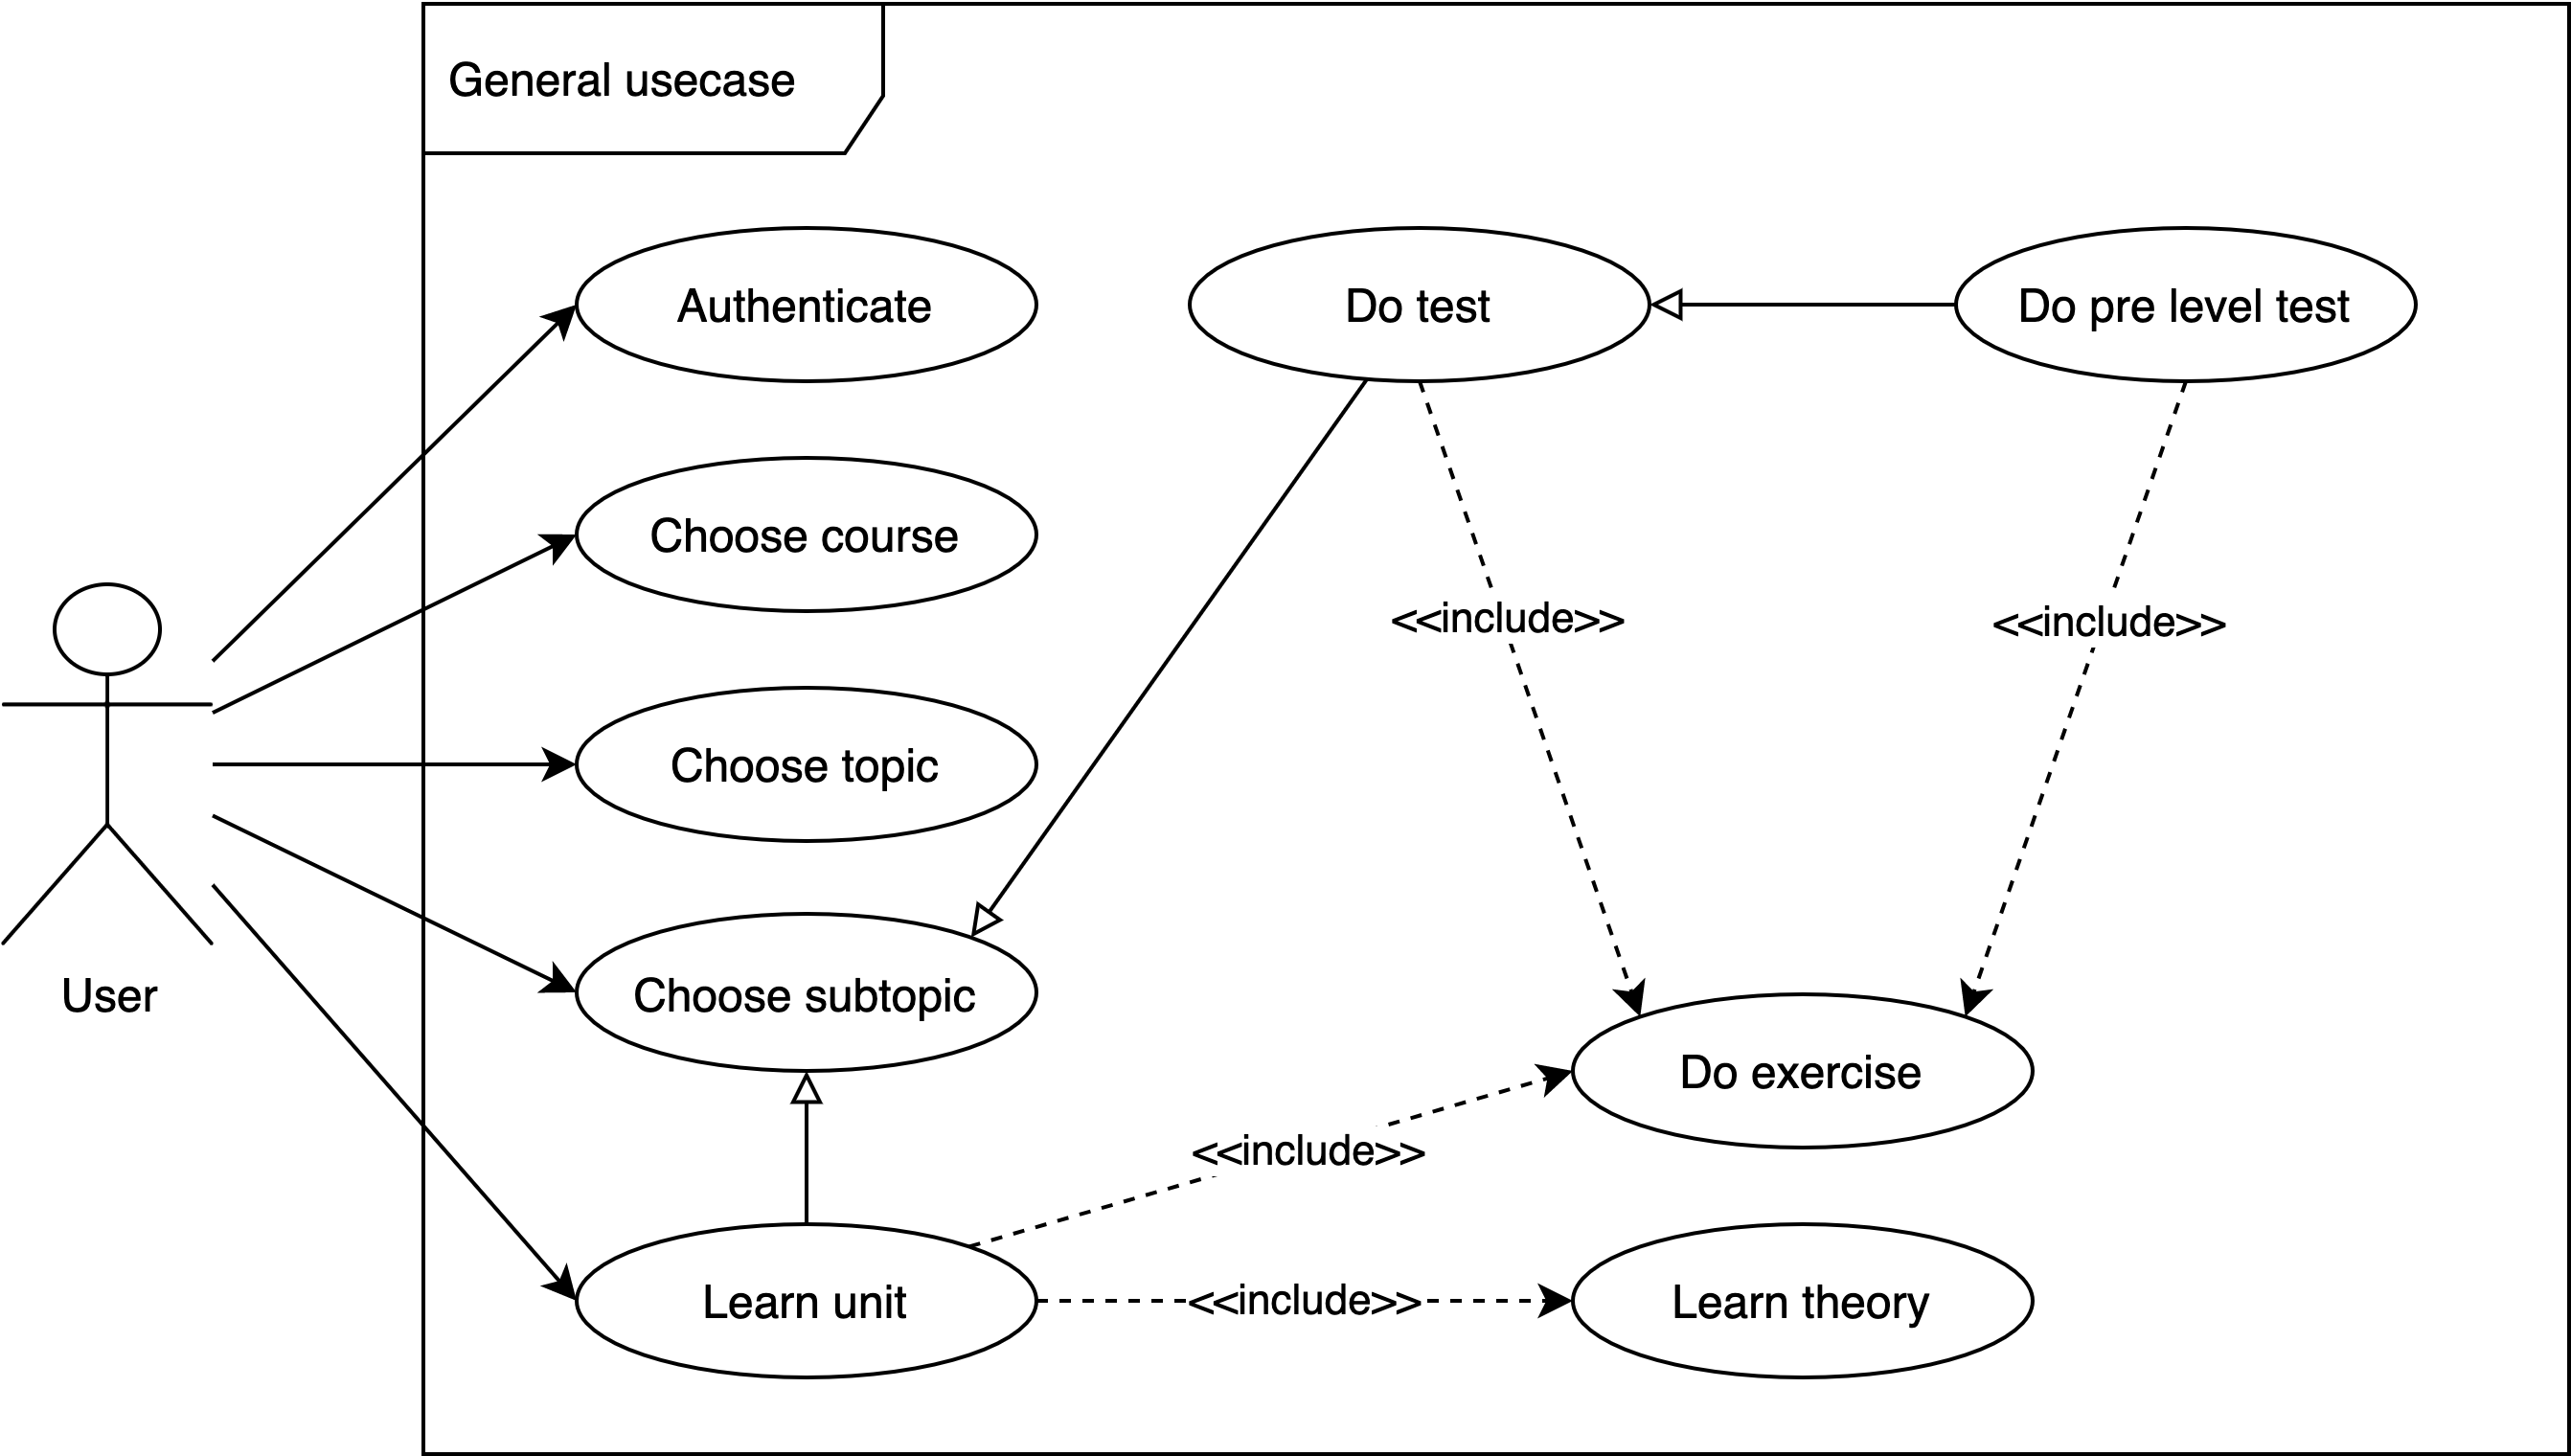 General usecase
Authenticate
Do test
Do pre level test
Choose course
<<include>>
<<include>>
Choose topic
User
Choose subtopic
Do exercise
<<include>>
Learn unit
<<include>>
Learn theory